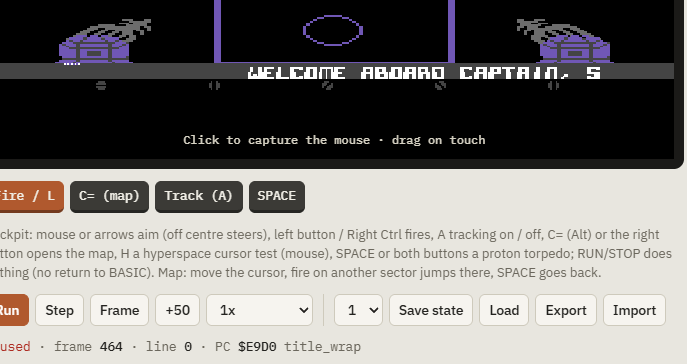 WELCOME ABOARD CAPTAIN, S
Click to capture the mouse · drag on touch
Fire / L C= (map) Track (A) SPACE
ckpit: mouse or arrows aim (off centre steers), left button / Right Ctrl fires, A tracking on / off, C= (Alt) or the right
tton opens the map, H a hyperspace cursor test (mouse), SPACE or both buttons a proton torpedo; RUN/STOP does
thing (no return to BASIC). Map: move the cursor, fire on another sector jumps there, SPACE goes back.
Run Step Frame +50 1x 1 Save state Load Export Import
used · frame 464 · line 0 · PC $E9D0 title_wrap